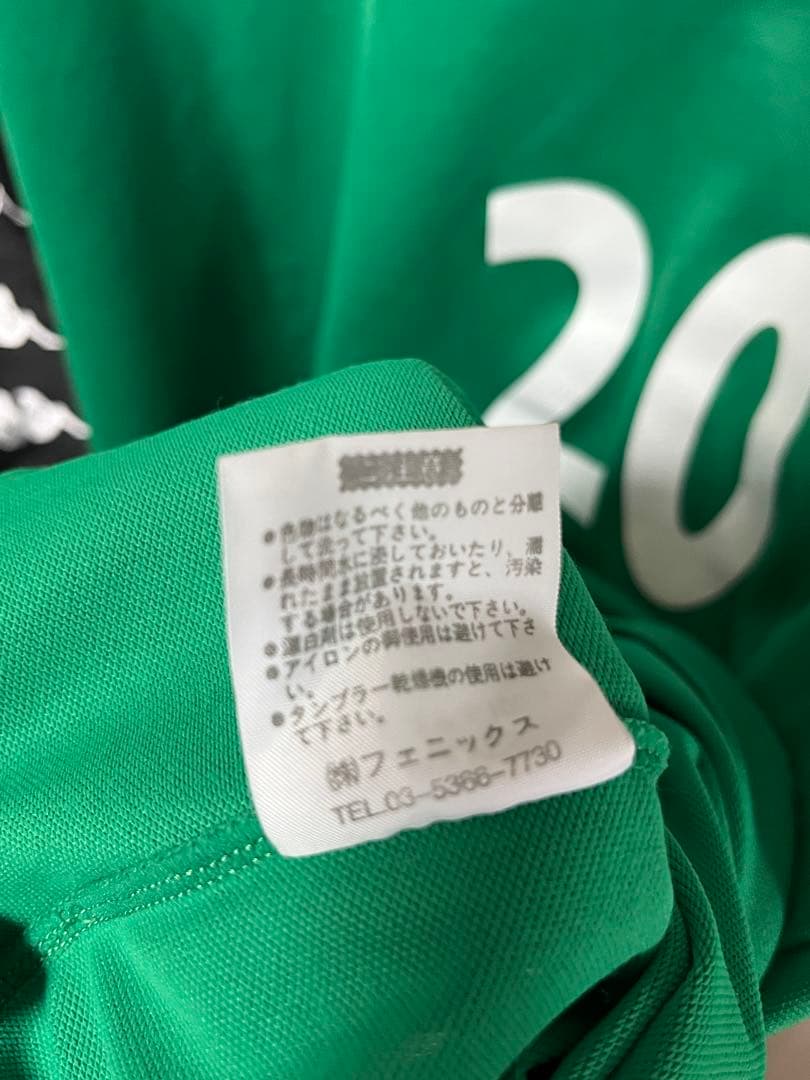 20
●色物はなるべく他のものと分離
して洗って下さい。
●長時間水に浸しておいたり、濡
れたまま放置されますと、汚染
する場合があります。
●漂白剤は使用しないで下さい。
●アイロンの御使用は避けて下さ
い。
●タンブラー乾燥機の使用は避け
て下さい。
㈱フェニックス
TEL.03-5366-7730